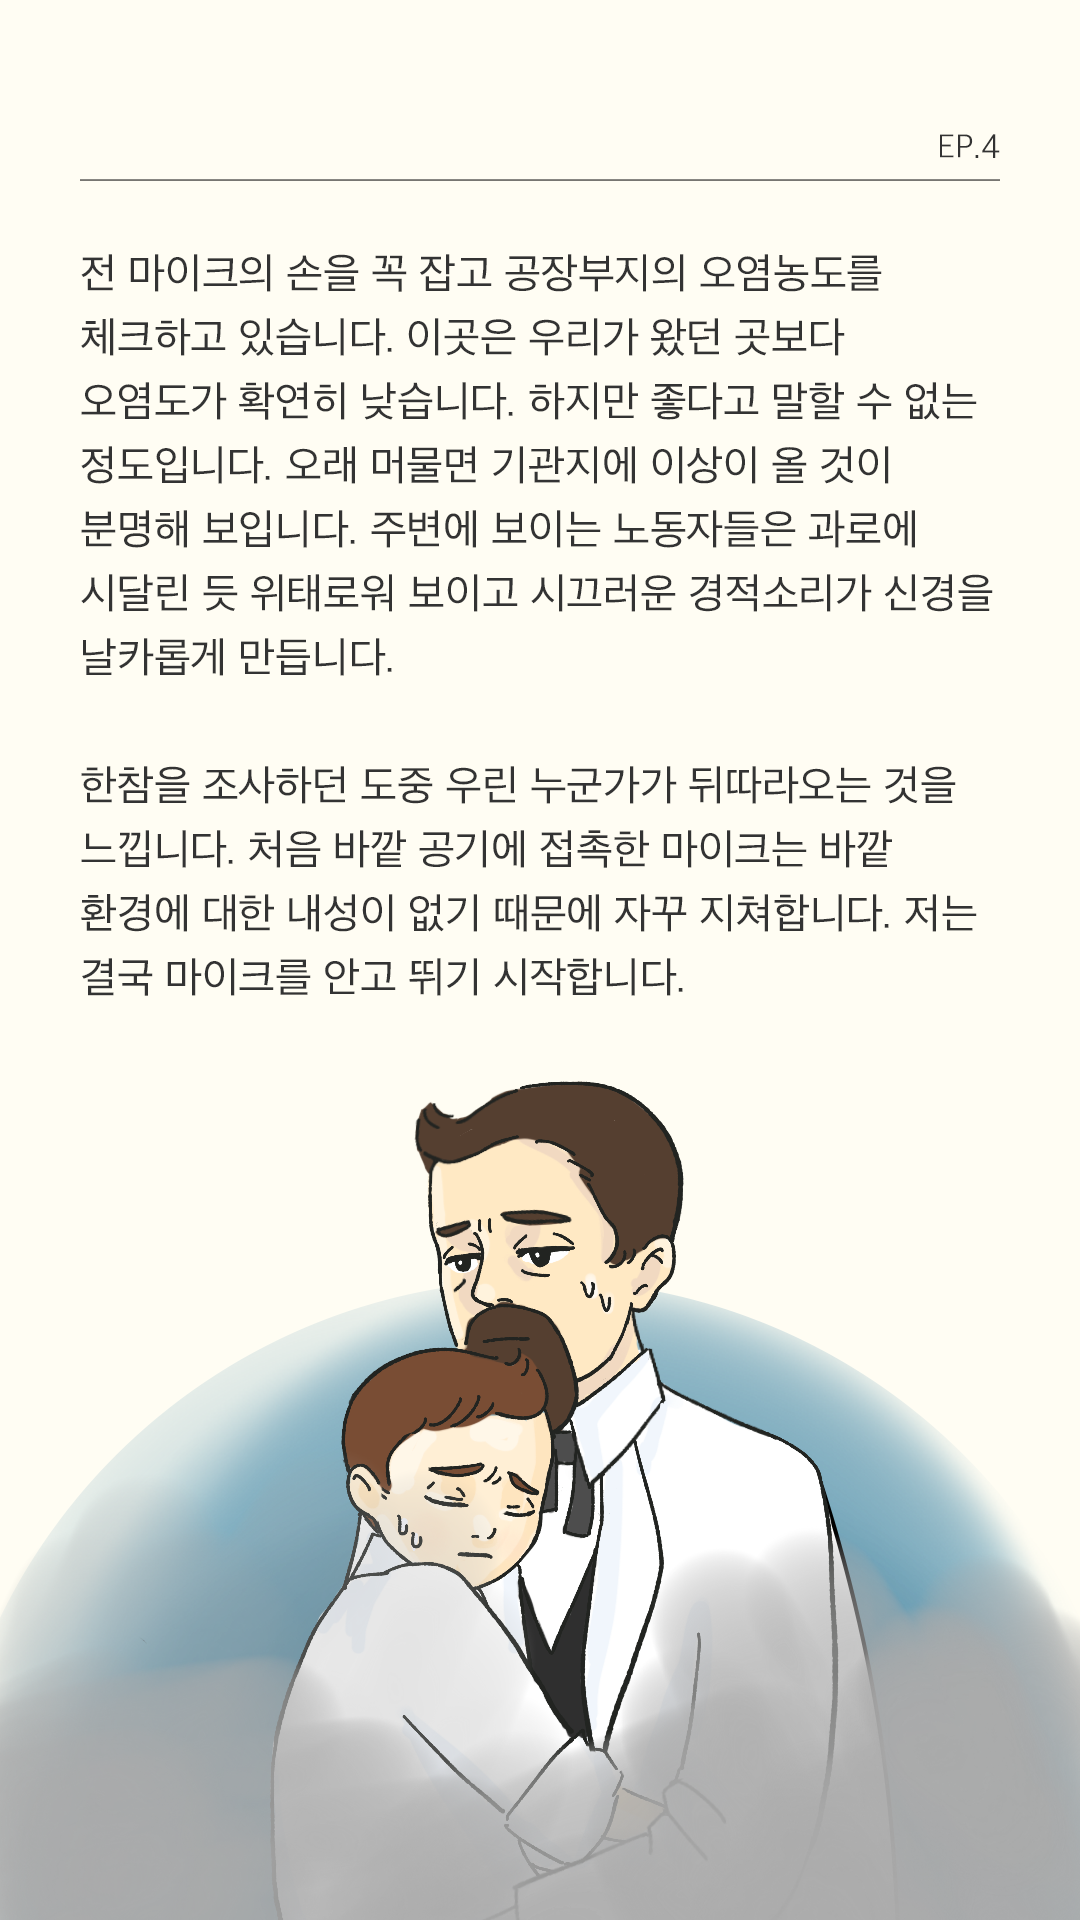 EP.4
전 마이크의 손을 꼭 잡고 공장부지의 오염농도를
체크하고 있습니다. 이곳은 우리가 왔던 곳보다
오염도가 확연히 낮습니다. 하지만 좋다고 말할 수 없는
정도입니다. 오래 머물면 기관지에 이상이 올 것이
분명해 보입니다. 주변에 보이는 노동자들은 과로에
시달린 듯 위태로워 보이고 시끄러운 경적소리가 신경을
날카롭게 만듭니다.
한참을 조사하던 도중 우린 누군가가 뒤따라오는 것을
느낍니다. 처음 바깥 공기에 접촉한 마이크는 바깥
환경에 대한 내성이 없기 때문에 자꾸 지쳐합니다. 저는
결국 마이크를 안고 뛰기 시작합니다.